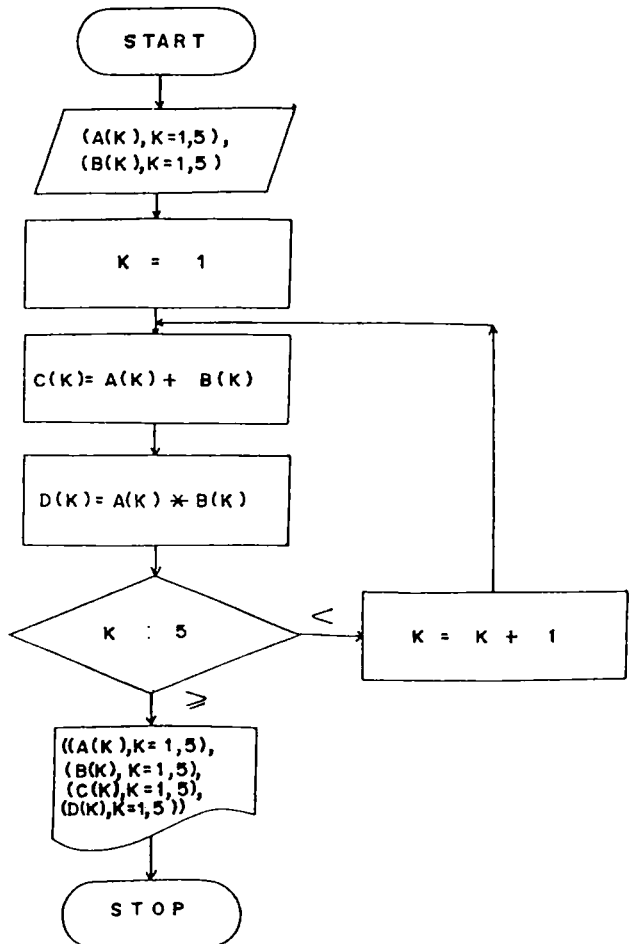 START
(A(K),K=1,5),
(B(K),K=1,5)
K = 1
C(K)= A(K)+ B(K)
D(K)= A(K) * B(K)
K : 5
<
K = K + 1
≥
((A(K),K=1,5),
(B(K), K=1,5),
(C(K),K=1,5),
(D(K),K=1,5))
STOP